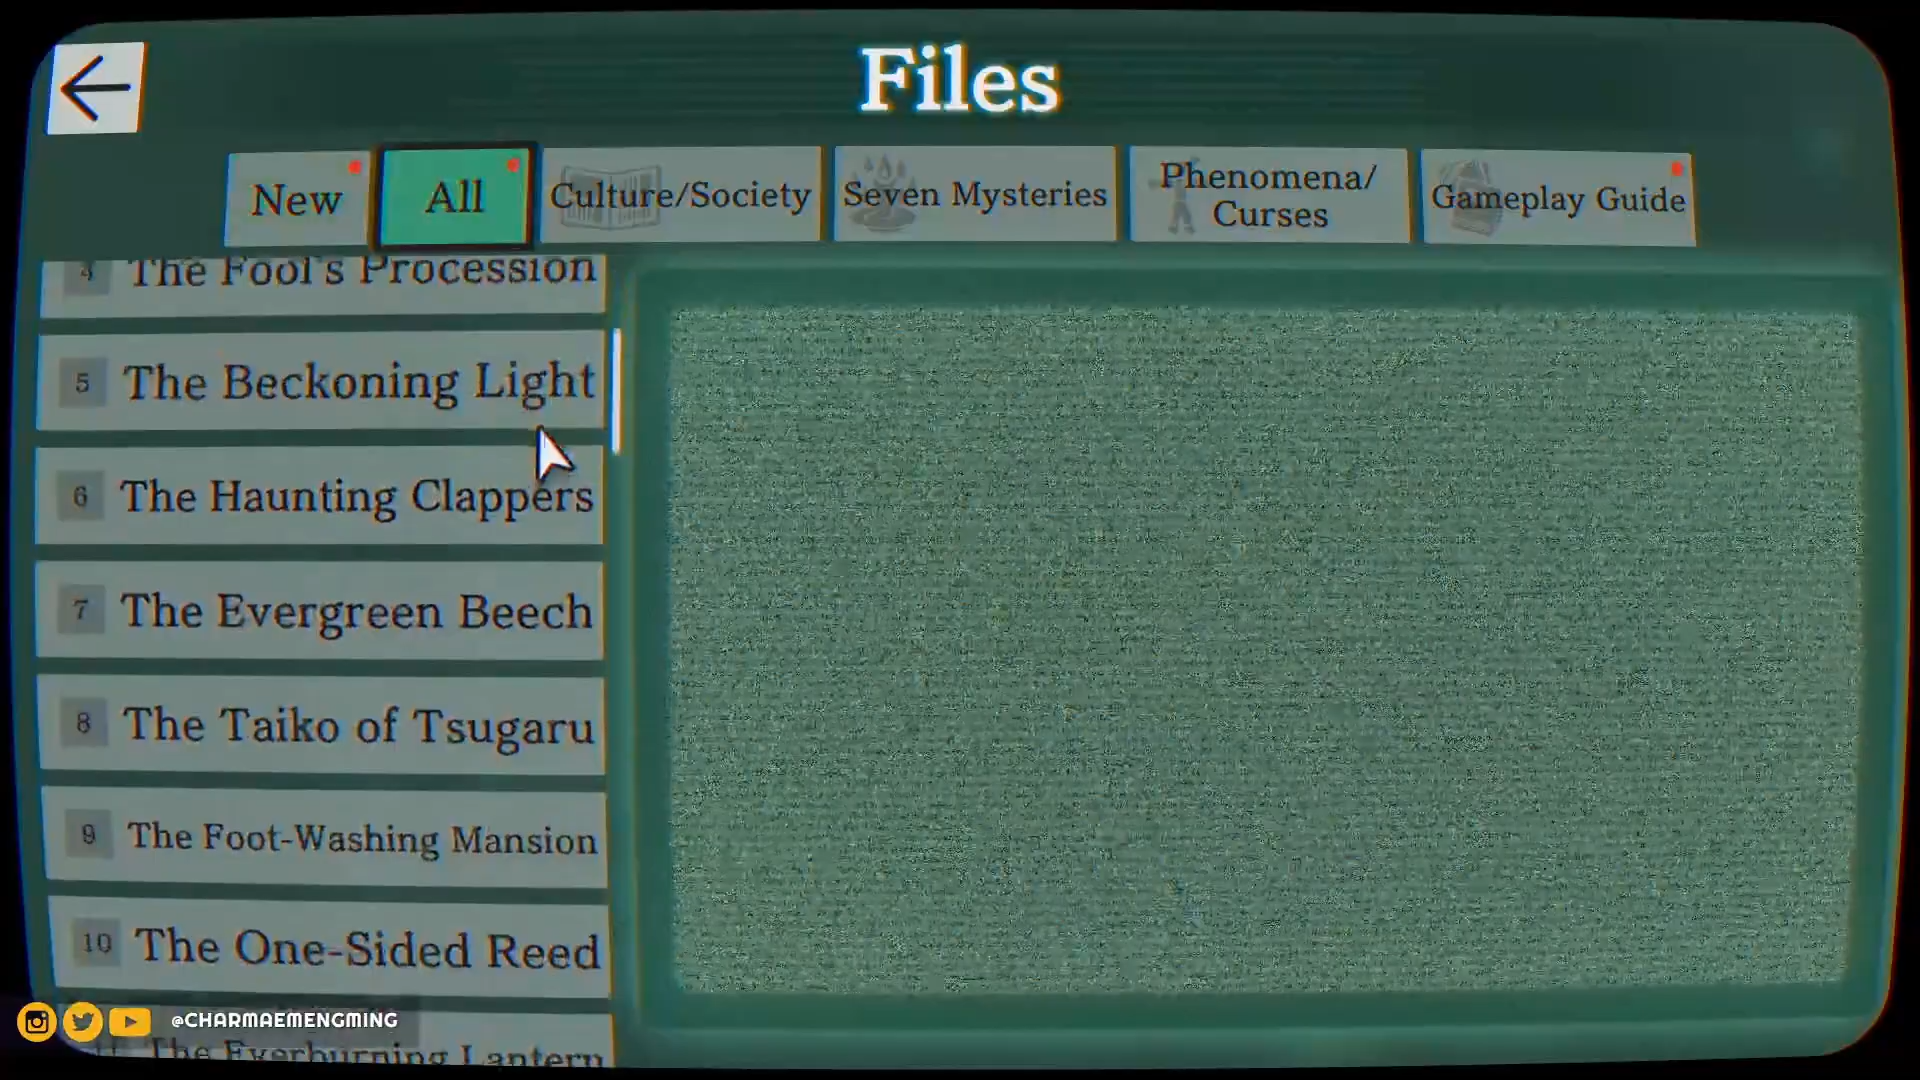 Files
New
All
Culture/Society
Seven Mysteries
Phenomena/
Curses
Gameplay Guide
4 The Fool's Procession
5 The Beckoning Light
6 The Haunting Clappers
7 The Evergreen Beech
8 The Taiko of Tsugaru
9 The Foot-Washing Mansion
10 The One-Sided Reed
@CHARMAEMENGMING
11 The Everburning Lantern